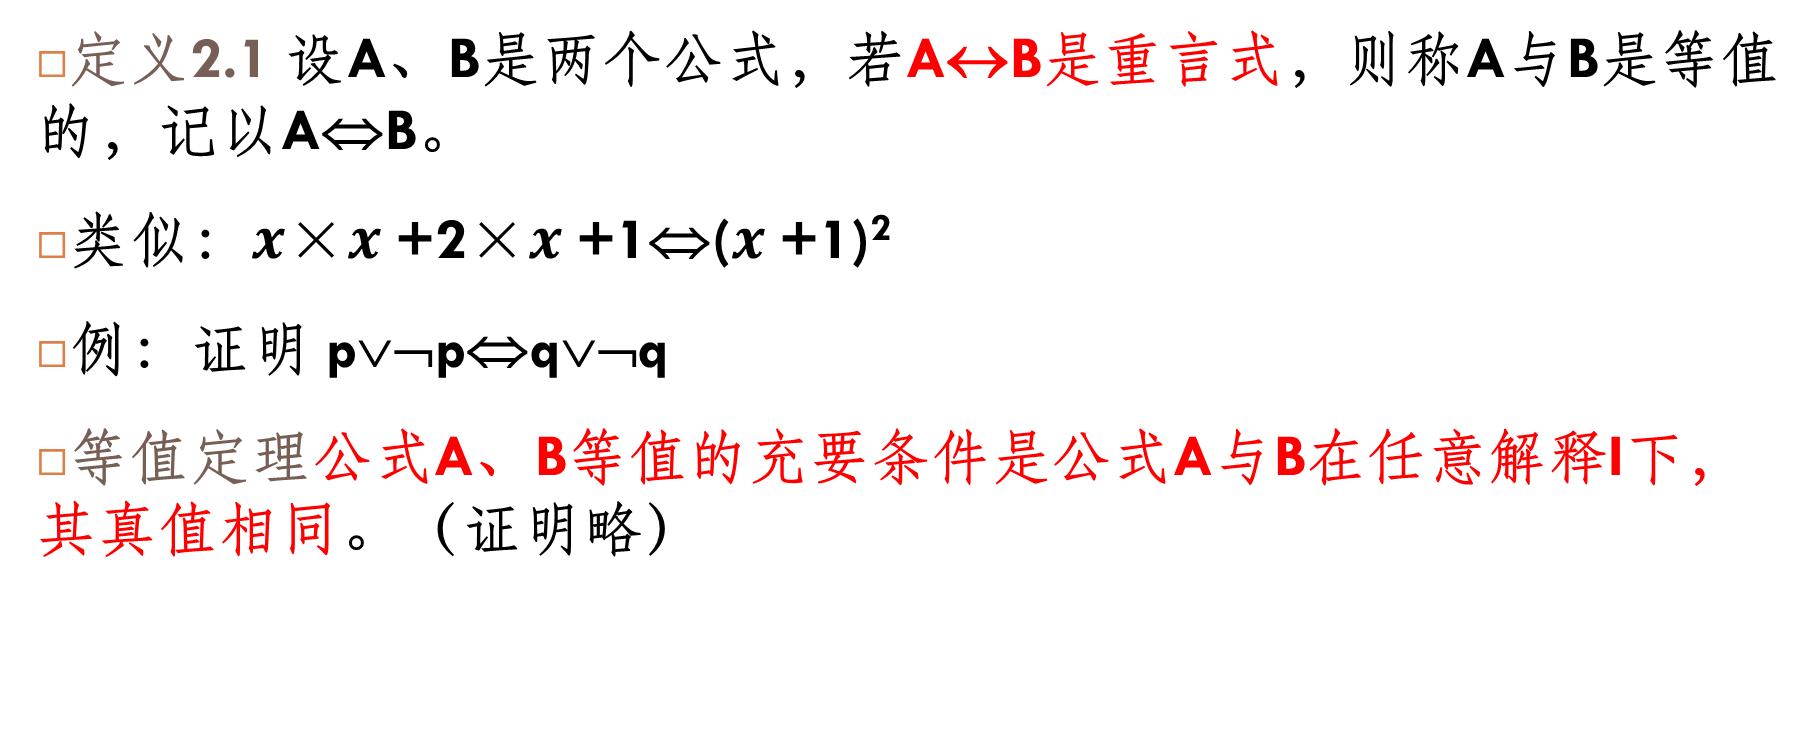 □定义2.1 设A、B是两个公式，若A↔B是重言式，则称A与B是等值
的，记以A⇔B。
□类似：x×x +2×x +1⇔(x +1)²
□例：证明 p∨¬p⇔q∨¬q
□等值定理公式A、B等值的充要条件是公式A与B在任意解释I下，
其真值相同。（证明略）